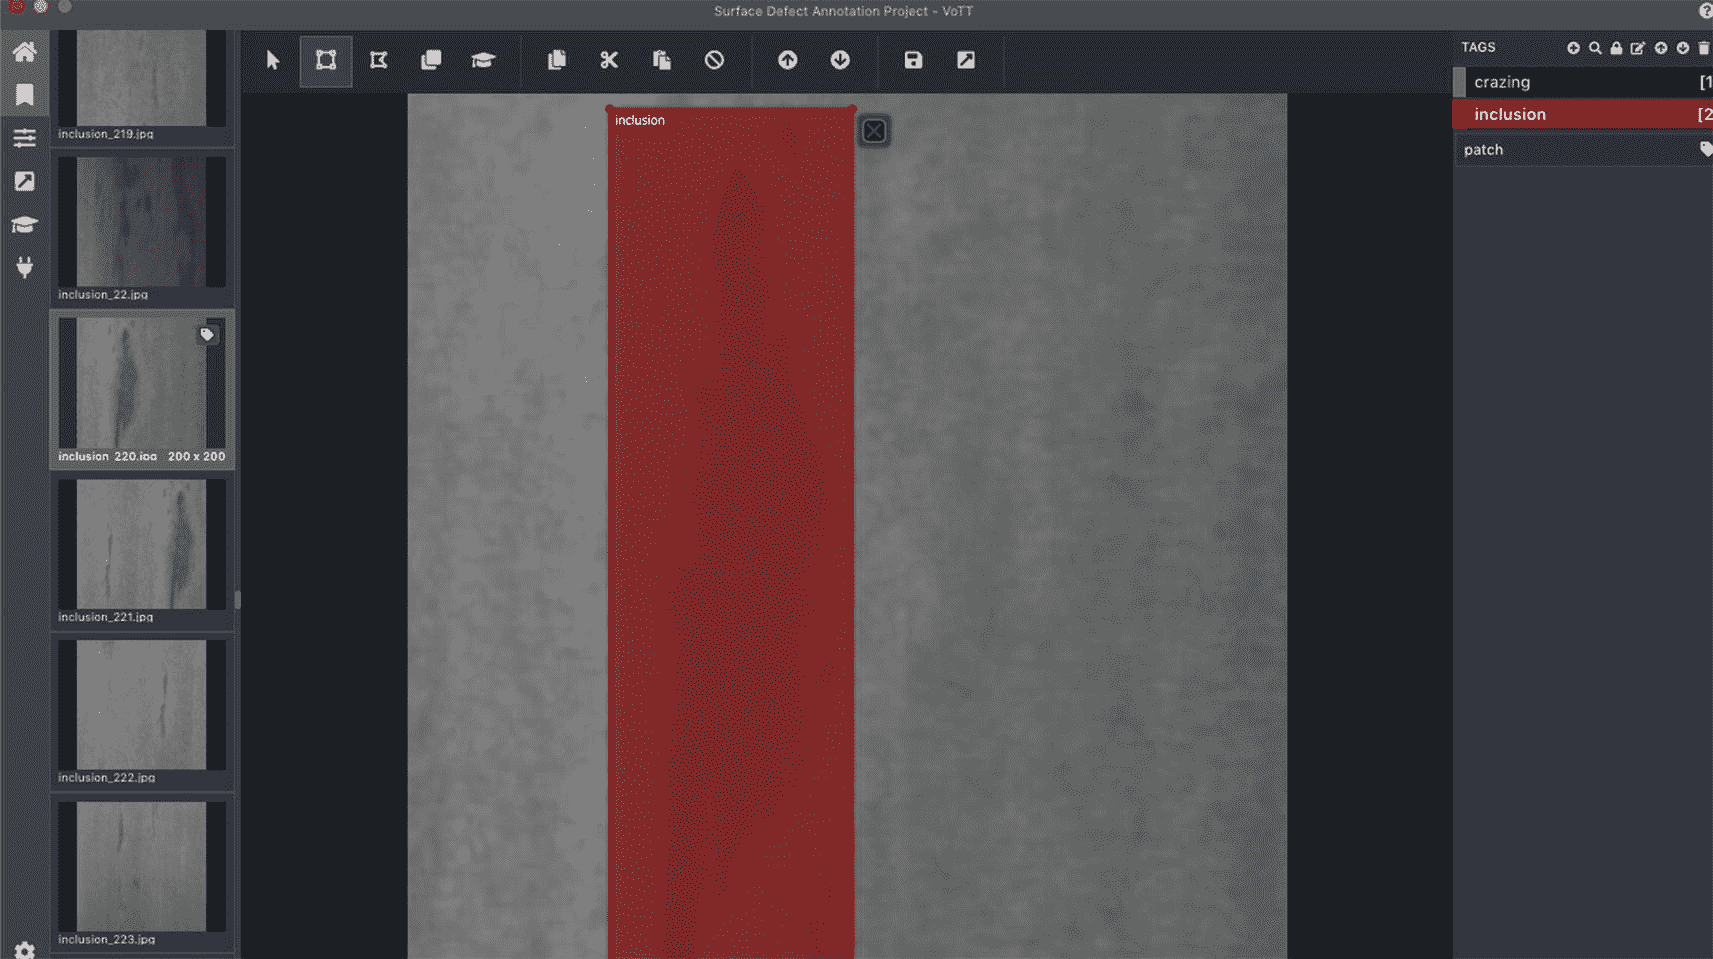 Surface Defect Annotation Project - VoTT
inclusion_219.jpg
inclusion_22.jpg
inclusion_220.jpg 200 x 200
inclusion_221.jpg
inclusion_222.jpg
inclusion_223.jpg
inclusion
TAGS
crazing [1
inclusion [2
patch